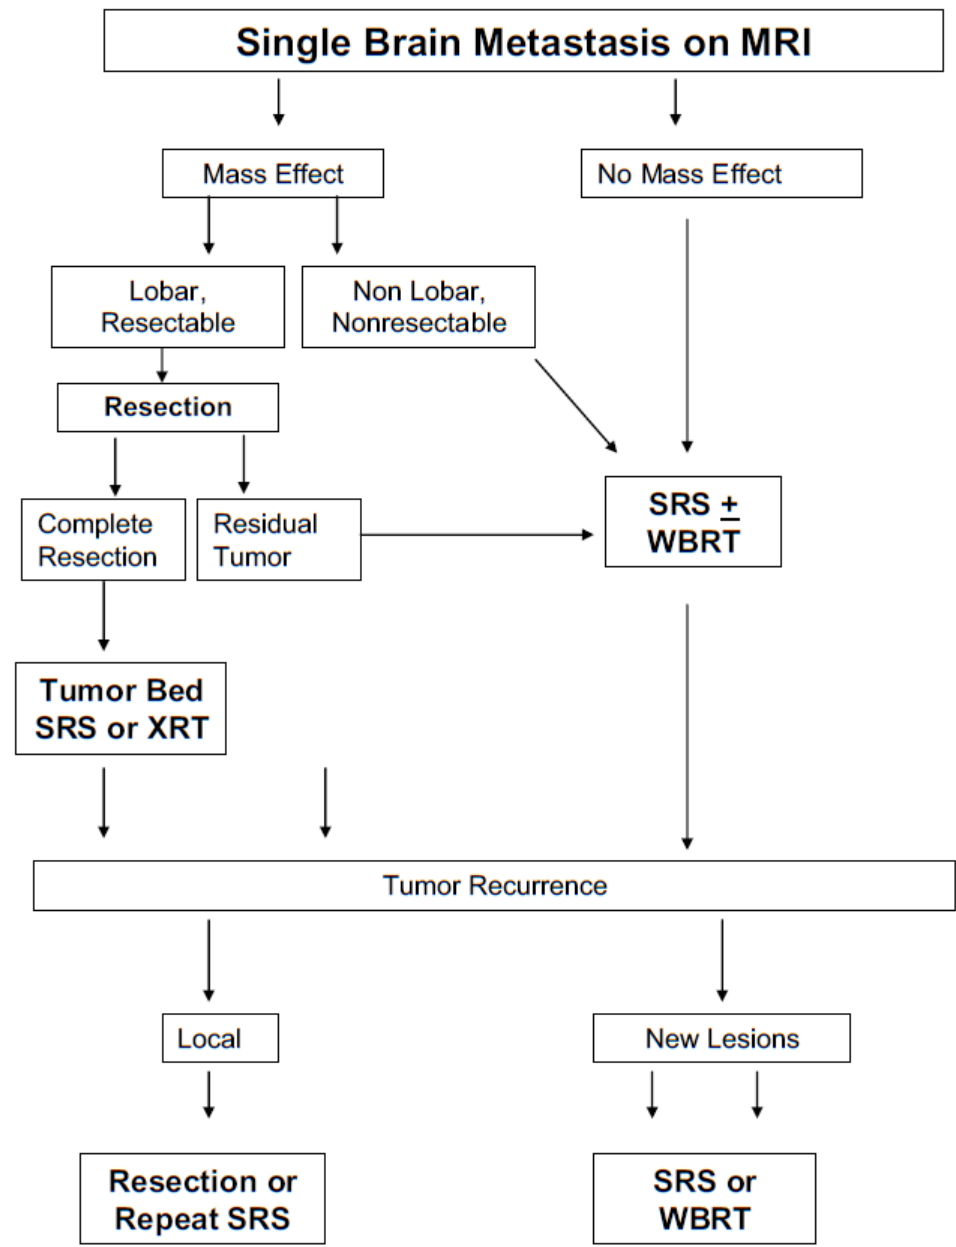 Single Brain Metastasis on MRI
Mass Effect
No Mass Effect
Lobar,
Resectable
Non Lobar,
Nonresectable
Resection
Complete
Resection
Residual
Tumor
SRS ±
WBRT
Tumor Bed
SRS or XRT
Tumor Recurrence
Local
New Lesions
Resection or
Repeat SRS
SRS or
WBRT